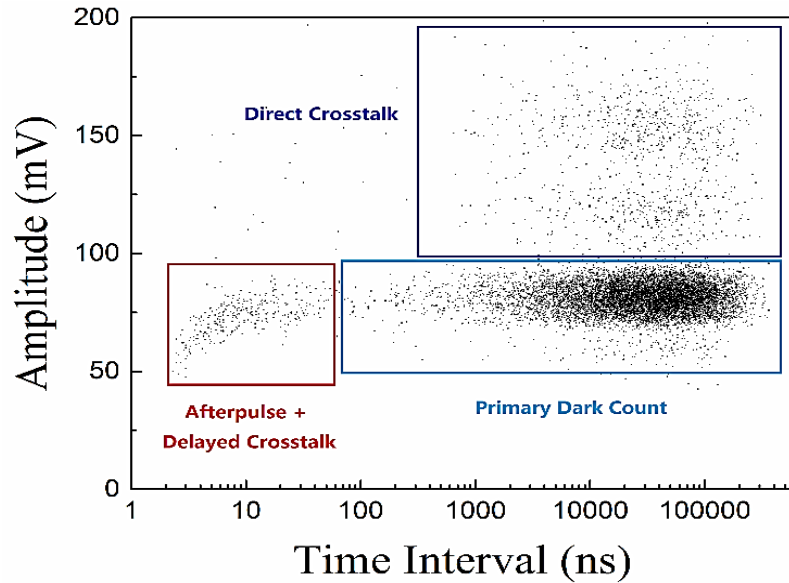 200
150
100
50
0
Amplitude (mV)
Direct Crosstalk
Afterpulse +
Delayed Crosstalk
Primary Dark Count
1 10 100 1000 10000 100000
Time Interval (ns)